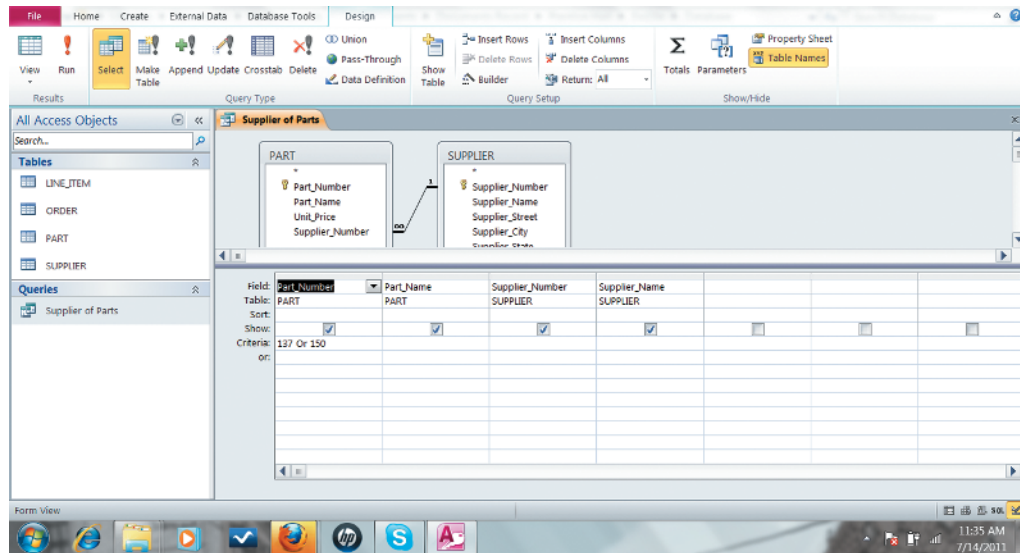 File Home Create External Data Database Tools Design
View Run Select Make Table Append Update Crosstab Delete Union Pass-Through Data Definition Show Table Insert Rows Delete Rows Builder Insert Columns Delete Columns Return: All Totals Parameters Property Sheet Table Names
Results Query Type Query Setup Show/Hide
All Access Objects
Search...
Tables
LINE_ITEM
ORDER
PART
SUPPLIER
Queries
Supplier of Parts
Supplier of Parts
PART
*
Part_Number
Part_Name
Unit_Price
Supplier_Number
∞
1
SUPPLIER
*
Supplier_Number
Supplier_Name
Supplier_Street
Supplier_City
Supplier_State
Field: Part_Number Part_Name Supplier_Number Supplier_Name
Table: PART PART SUPPLIER SUPPLIER
Sort:
Show:
Criteria: 137 Or 150
or:
Form View
SQL
hp S A
11:35 AM
7/14/2011